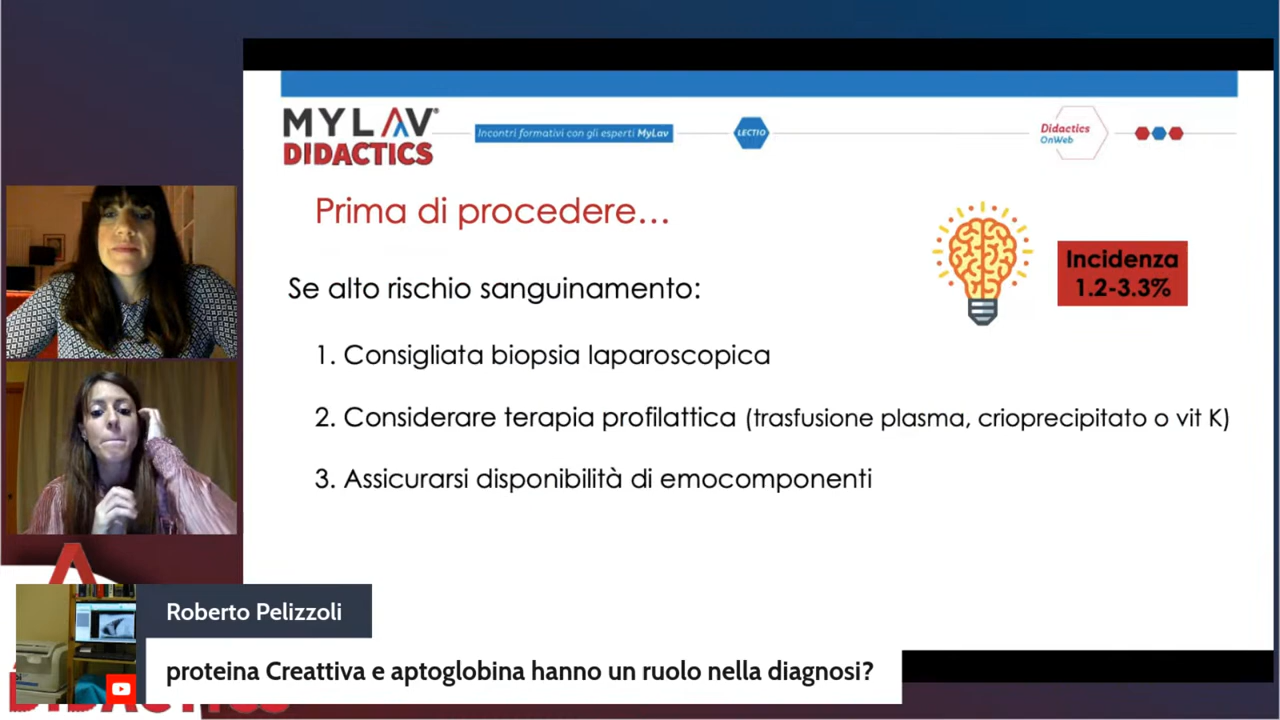 MYLAV®
DIDACTICS
Incontri formativi con gli esperti MyLav
LECTIO
Didactics
OnWeb
Prima di procedere...
Incidenza
1.2-3.3%
Se alto rischio sanguinamento:
1. Consigliata biopsia laparoscopica
2. Considerare terapia profilattica (trasfusione plasma, crioprecipitato o vit K)
3. Assicurarsi disponibilità di emocomponenti
Roberto Pelizzoli
proteina Creattiva e aptoglobina hanno un ruolo nella diagnosi?